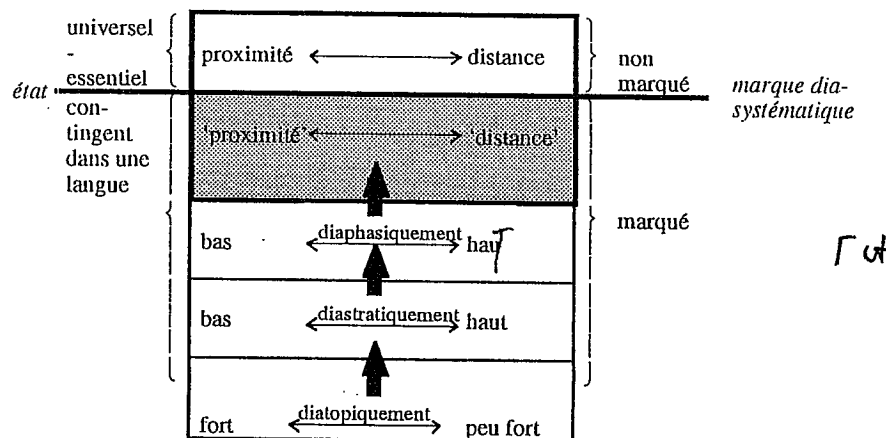 universel
-
essentiel
proximité distance
non
marqué
état
marque dia-
systématique
con-
tingent
dans une
langue
'proximité' 'distance'
marqué
bas diaphasiquement haut
bas diastratiquement haut
fort diatopiquement peu fort